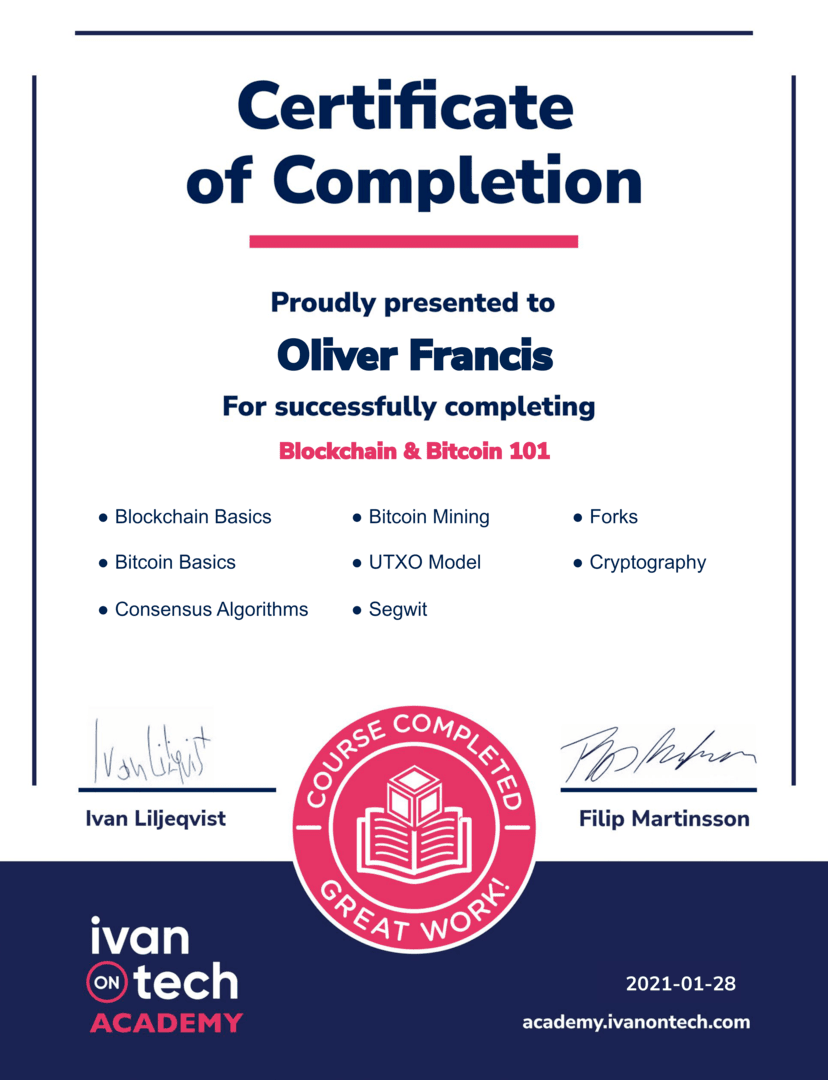 Certificate
of Completion
Proudly presented to
Oliver Francis
For successfully completing
Blockchain & Bitcoin 101
● Blockchain Basics
● Bitcoin Basics
● Consensus Algorithms
● Bitcoin Mining
● UTXO Model
● Segwit
● Forks
● Cryptography
Ivan Liljeqvist
Ivan Liljeqvist
COURSE COMPLETED
GREAT WORK!
Filip Martinsson
ivan
ON tech
ACADEMY
2021-01-28
academy.ivanontech.com